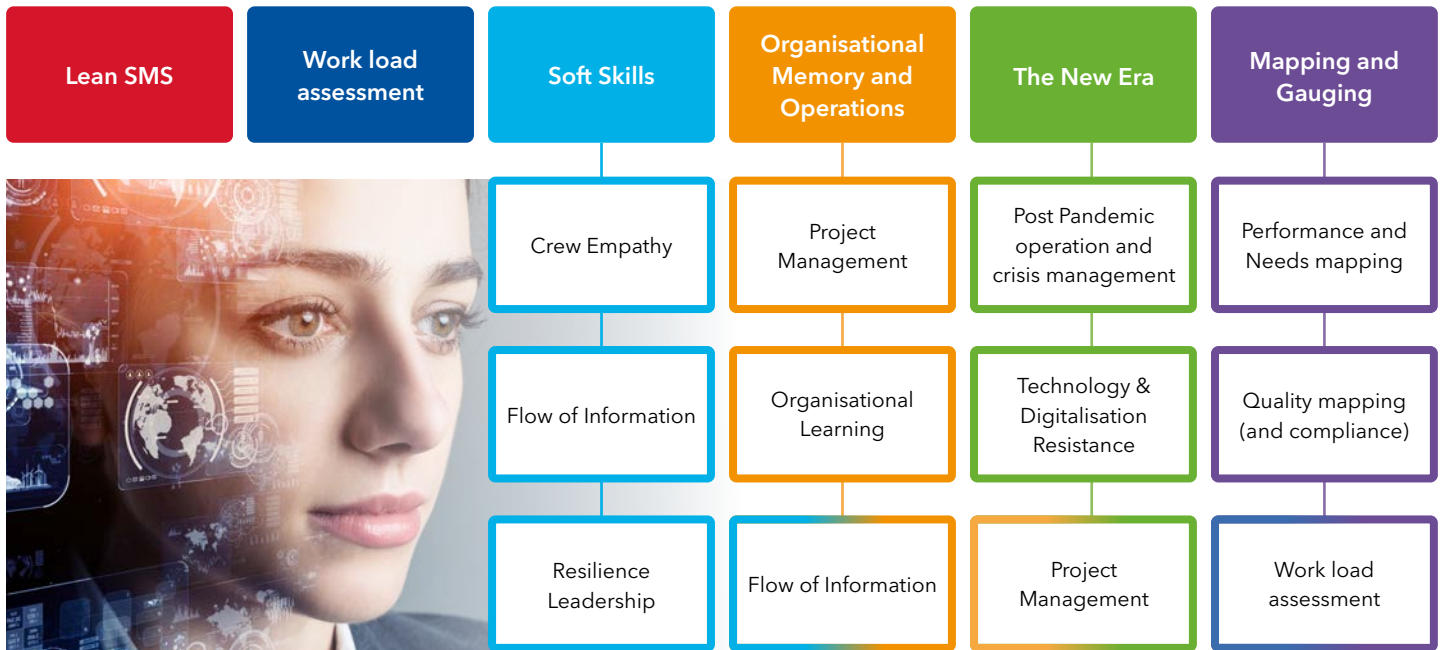 Lean SMS
Work load
assessment
Soft Skills
Organisational
Memory and
Operations
The New Era
Mapping and
Gauging
Crew Empathy
Project
Management
Post Pandemic
operation and
crisis management
Performance and
Needs mapping
Flow of Information
Organisational
Learning
Technology &
Digitalisation
Resistance
Quality mapping
(and compliance)
Resilience
Leadership
Flow of Information
Project
Management
Work load
assessment